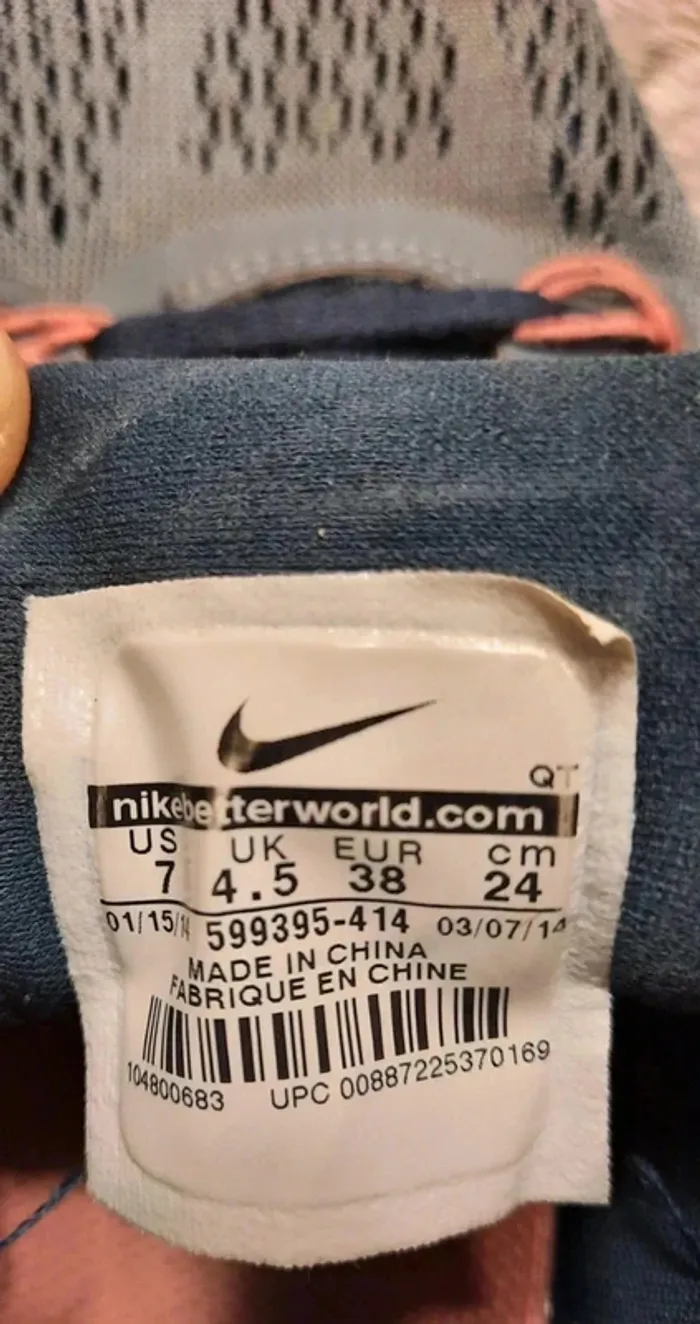 QT
nikebetterworld.com
US UK EUR cm
7 4.5 38 24
01/15/14 599395-414 03/07/14
MADE IN CHINA
FABRIQUE EN CHINE
104800683 UPC 00887225370169